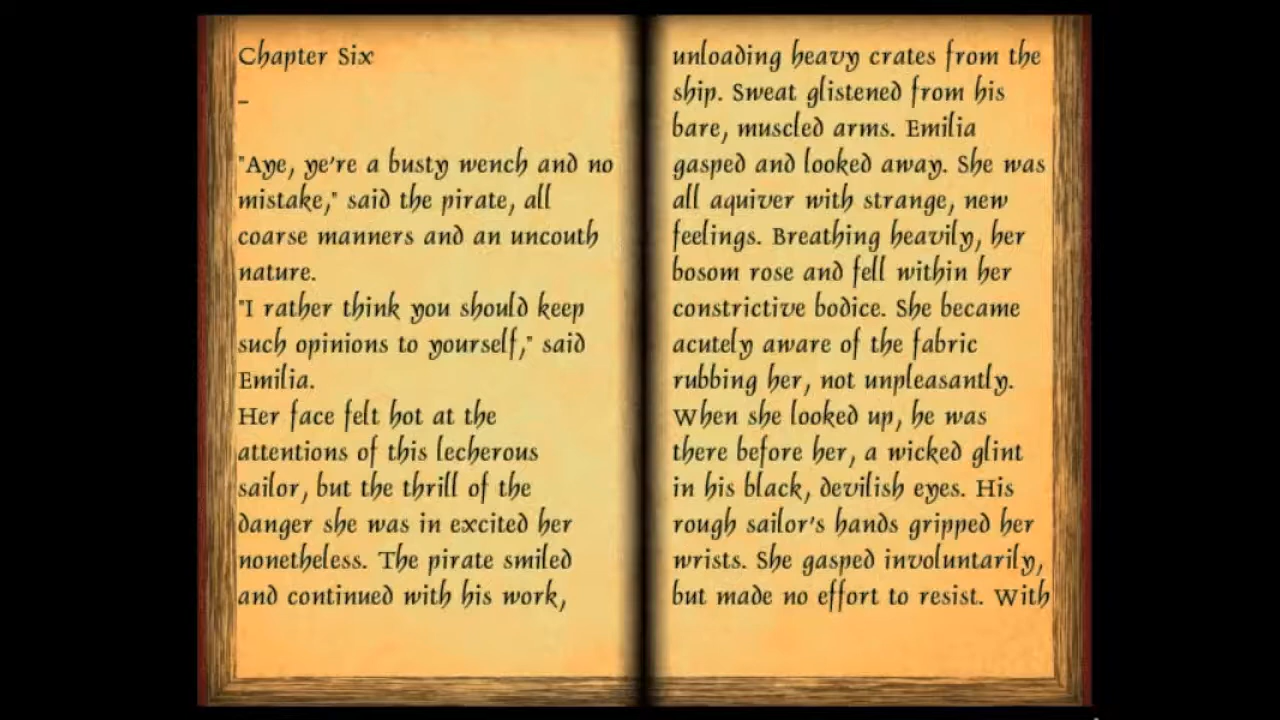 Chapter Six
-
"Aye, ye're a busty wench and no
mistake," said the pirate, all
coarse manners and an uncouth
nature.
"I rather think you should keep
such opinions to yourself," said
Emilia.
Her face felt hot at the
attentions of this lecherous
sailor, but the thrill of the
danger she was in excited her
nonetheless. The pirate smiled
and continued with his work,
unloading heavy crates from the
ship. Sweat glistened from his
bare, muscled arms. Emilia
gasped and looked away. She was
all aquiver with strange, new
feelings. Breathing heavily, her
bosom rose and fell within her
constrictive bodice. She became
acutely aware of the fabric
rubbing her, not unpleasantly.
When she looked up, he was
there before her, a wicked glint
in his black, devilish eyes. His
rough sailor's hands gripped her
wrists. She gasped involuntarily,
but made no effort to resist. With